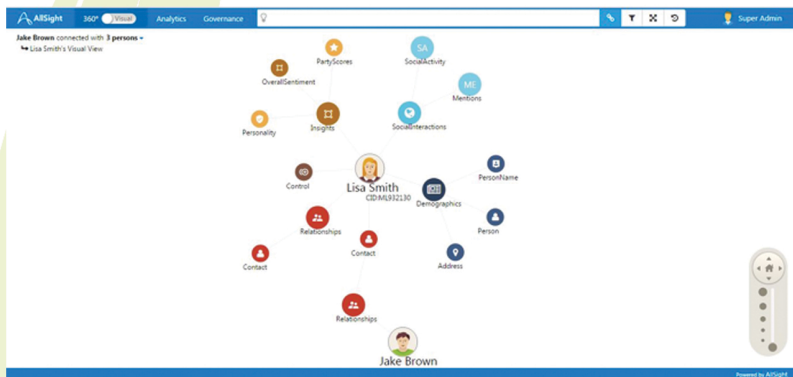 AllSight
360° Visual
Analytics
Governance
Super Admin
Jake Brown connected with 3 persons
Lisa Smith's Visual View
PartyScores
OverallSentiment
Personality
Insights
SA
SocialActivity
ME
Mentions
SocialInteractions
Control
Lisa Smith
CID:ML932130
Demographics
PersonName
Person
Address
Relationships
Contact
Contact
Relationships
Jake Brown
Powered by AllSight